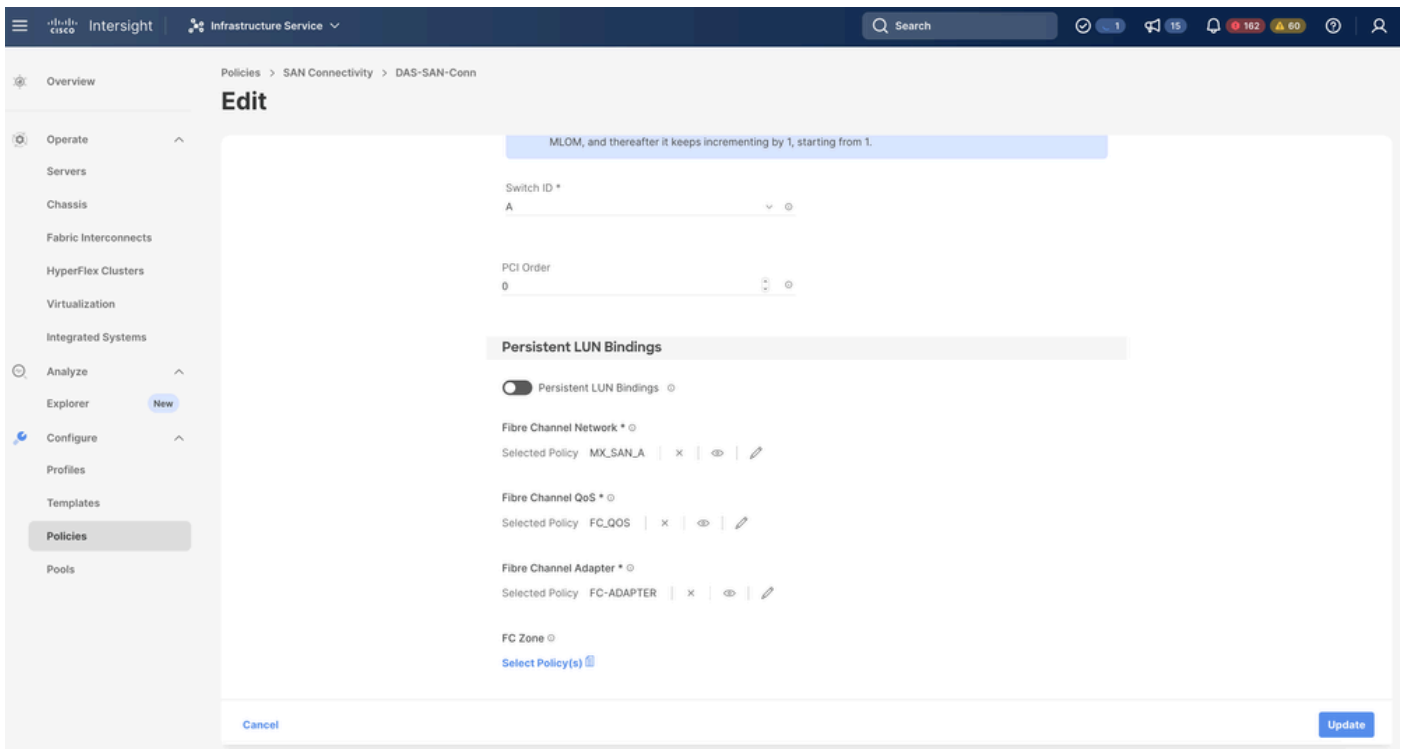 cisco Intersight Infrastructure Service Search 1 15 162 60
Overview
Operate
Servers
Chassis
Fabric Interconnects
HyperFlex Clusters
Virtualization
Integrated Systems
Analyze
Explorer New
Configure
Profiles
Templates
Policies
Pools
Policies > SAN Connectivity > DAS-SAN-Conn
Edit
MLOM, and thereafter it keeps incrementing by 1, starting from 1.
Switch ID *
A
PCI Order
0
Persistent LUN Bindings
Persistent LUN Bindings
Fibre Channel Network *
Selected Policy MX_SAN_A
Fibre Channel QoS *
Selected Policy FC_QOS
Fibre Channel Adapter *
Selected Policy FC-ADAPTER
FC Zone
Select Policy(s)
Cancel Update